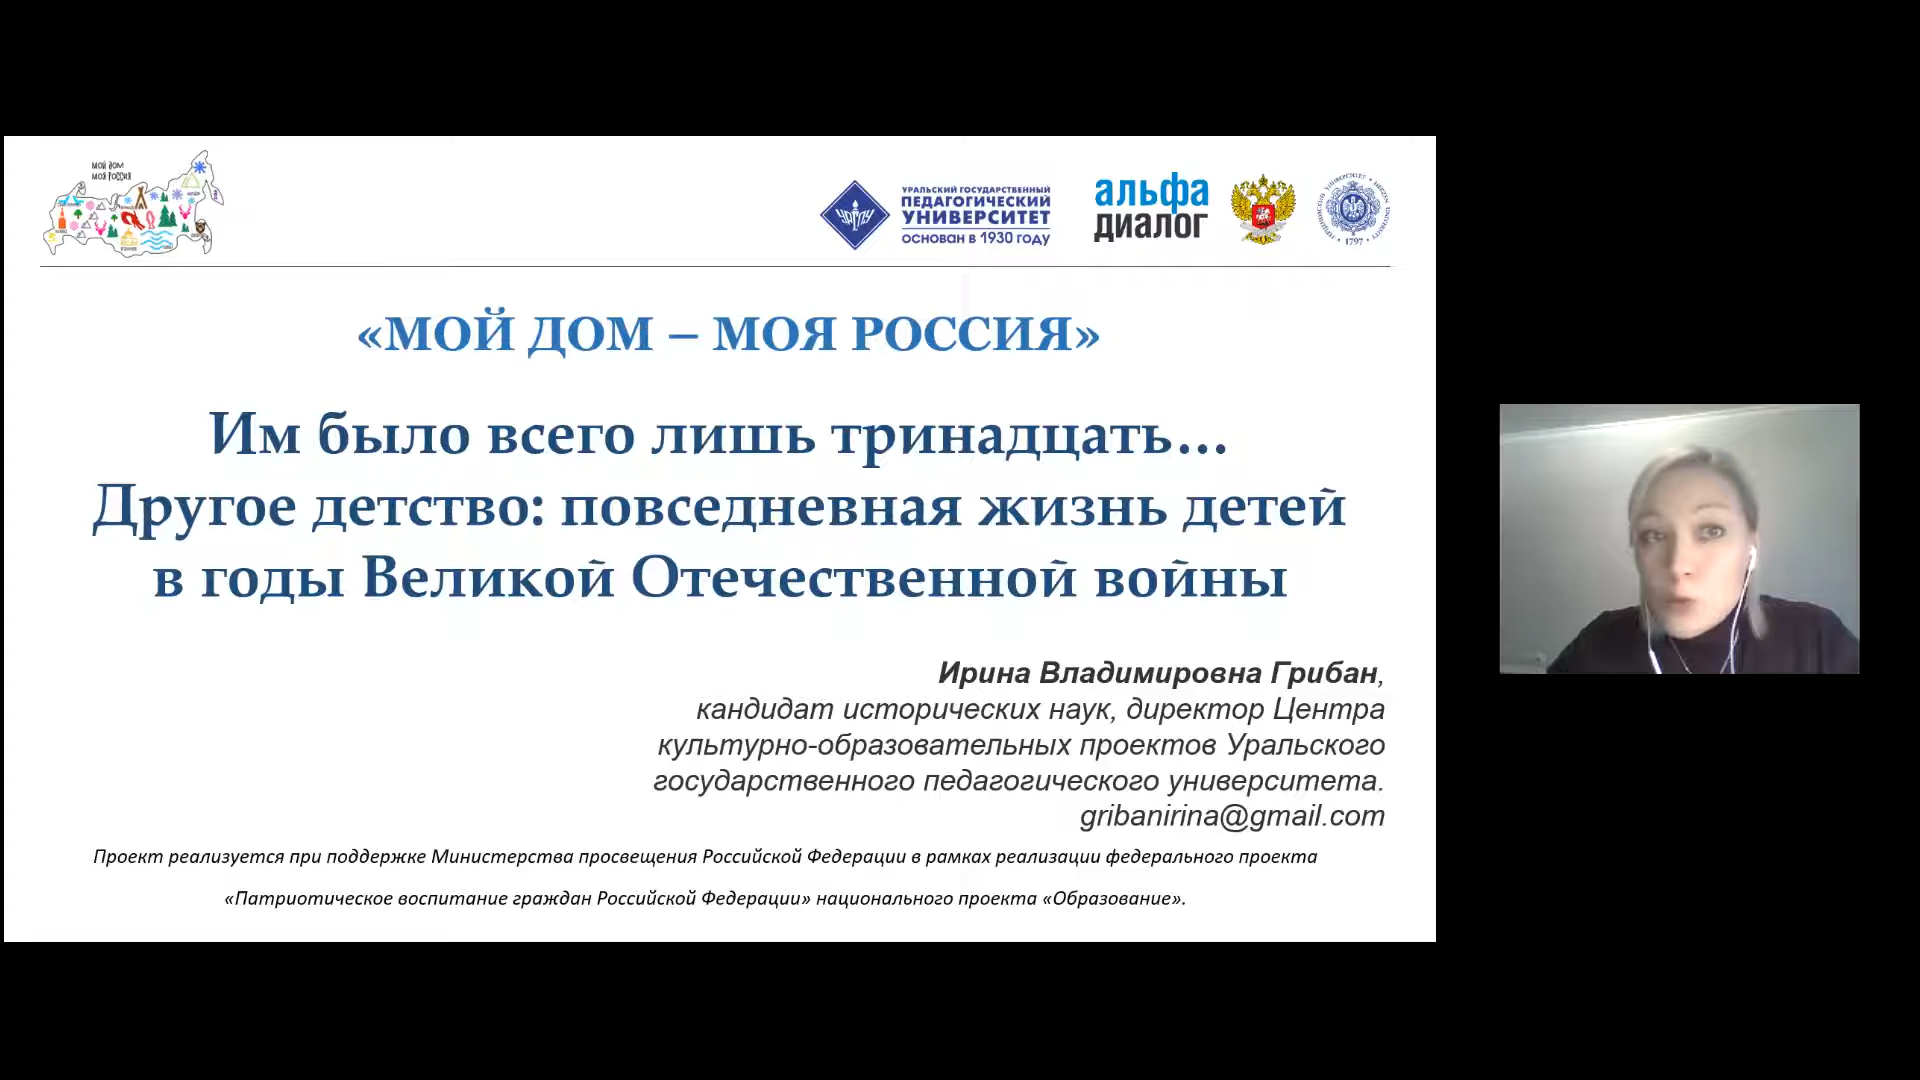 МОЙ ДОМ
МОЯ РОССИЯ
УрГПУ
УРАЛЬСКИЙ ГОСУДАРСТВЕННЫЙ
ПЕДАГОГИЧЕСКИЙ
УНИВЕРСИТЕТ
ОСНОВАН В 1930 ГОДУ
альфа
диалог
1797
«МОЙ ДОМ – МОЯ РОССИЯ»
Им было всего лишь тринадцать…
Другое детство: повседневная жизнь детей
в годы Великой Отечественной войны
Ирина Владимировна Грибан,
кандидат исторических наук, директор Центра
культурно-образовательных проектов Уральского
государственного педагогического университета.
gribanirina@gmail.com
Проект реализуется при поддержке Министерства просвещения Российской Федерации в рамках реализации федерального проекта
«Патриотическое воспитание граждан Российской Федерации» национального проекта «Образование».